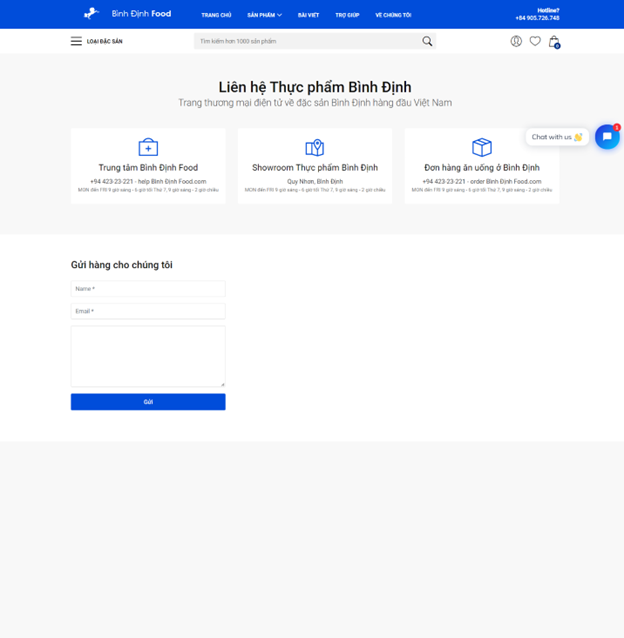 Bình Định Food
TRANG CHỦ
SẢN PHẨM
BÀI VIẾT
TRỢ GIÚP
VỀ CHÚNG TÔI
Hotline?
+84 905.726.748
LOẠI ĐẶC SẢN
Tìm kiếm hơn 1000 sản phẩm
0
Liên hệ Thực phẩm Bình Định
Trang thương mại điện tử về đặc sản Bình Định hàng đầu Việt Nam
Chat with us 👋
1
Trung tâm Bình Định Food
+94 423-23-221 - help Bình Định Food.com
MON đến FRI 9 giờ sáng - 6 giờ tối Thứ 7, 9 giờ sáng - 2 giờ chiều
Showroom Thực phẩm Bình Định
Quy Nhơn, Bình Định
MON đến FRI 9 giờ sáng - 6 giờ tối Thứ 7, 9 giờ sáng - 2 giờ chiều
Đơn hàng ăn uống ở Bình Định
+94 423-23-221 - order Bình Định Food.com
MON đến FRI 9 giờ sáng - 6 giờ tối Thứ 7, 9 giờ sáng - 2 giờ chiều
Gửi hàng cho chúng tôi
Name *
Email *
Gửi